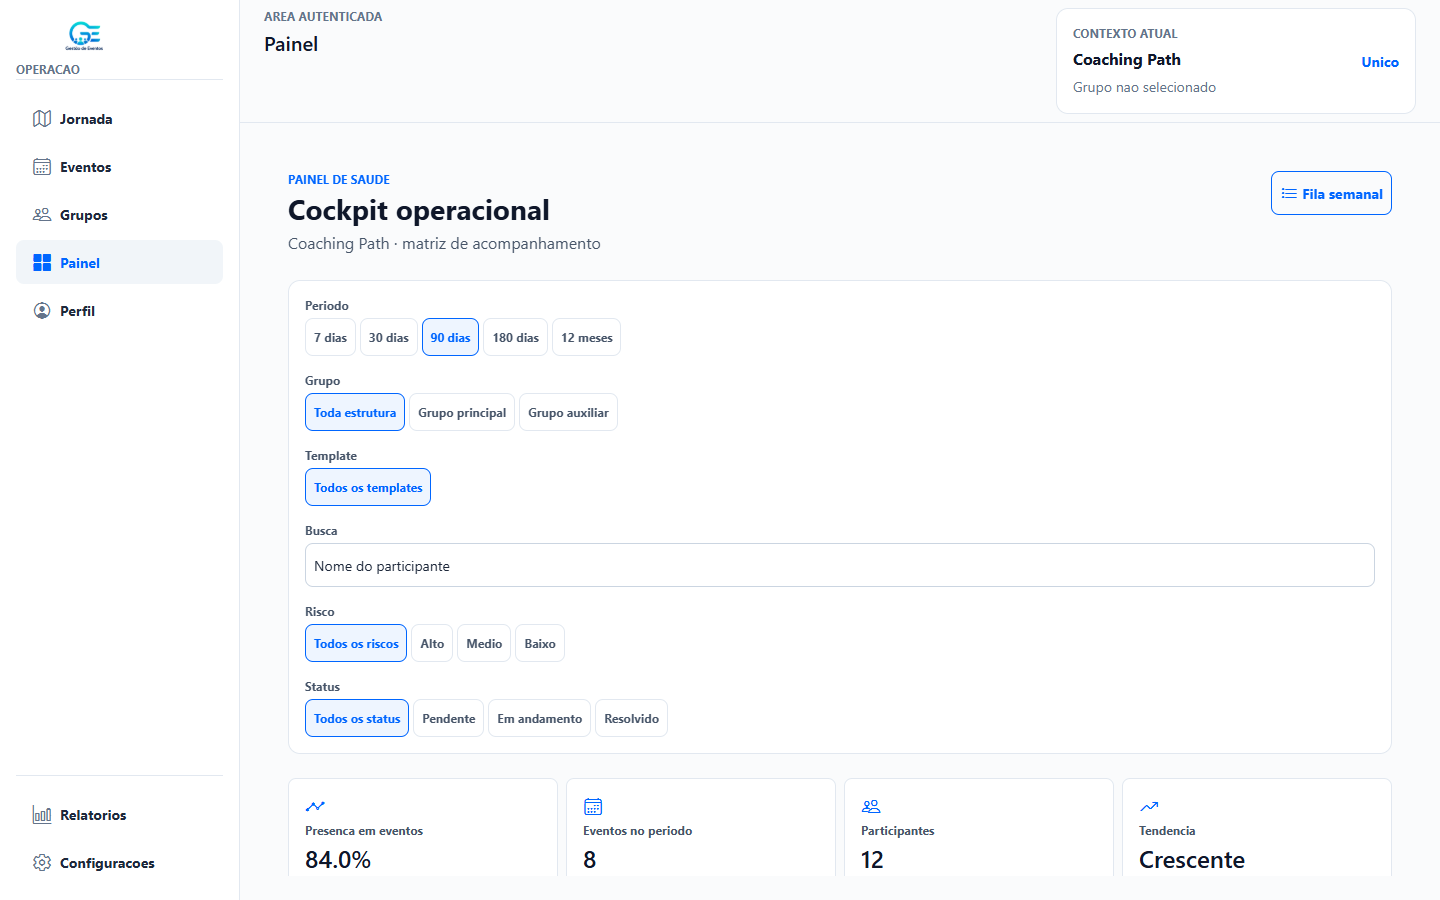 Gestão de Eventos
OPERACAO
Jornada
Eventos
Grupos
Painel
Perfil
Relatorios
Configuracoes
AREA AUTENTICADA
Painel
CONTEXTO ATUAL
Coaching Path
Unico
Grupo nao selecionado
PAINEL DE SAUDE
Cockpit operacional
Coaching Path · matriz de acompanhamento
Fila semanal
Periodo
7 dias 30 dias 90 dias 180 dias 12 meses
Grupo
Toda estrutura Grupo principal Grupo auxiliar
Template
Todos os templates
Busca
Nome do participante
Risco
Todos os riscos Alto Medio Baixo
Status
Todos os status Pendente Em andamento Resolvido
Presenca em eventos
84.0%
Eventos no periodo
8
Participantes
12
Tendencia
Crescente